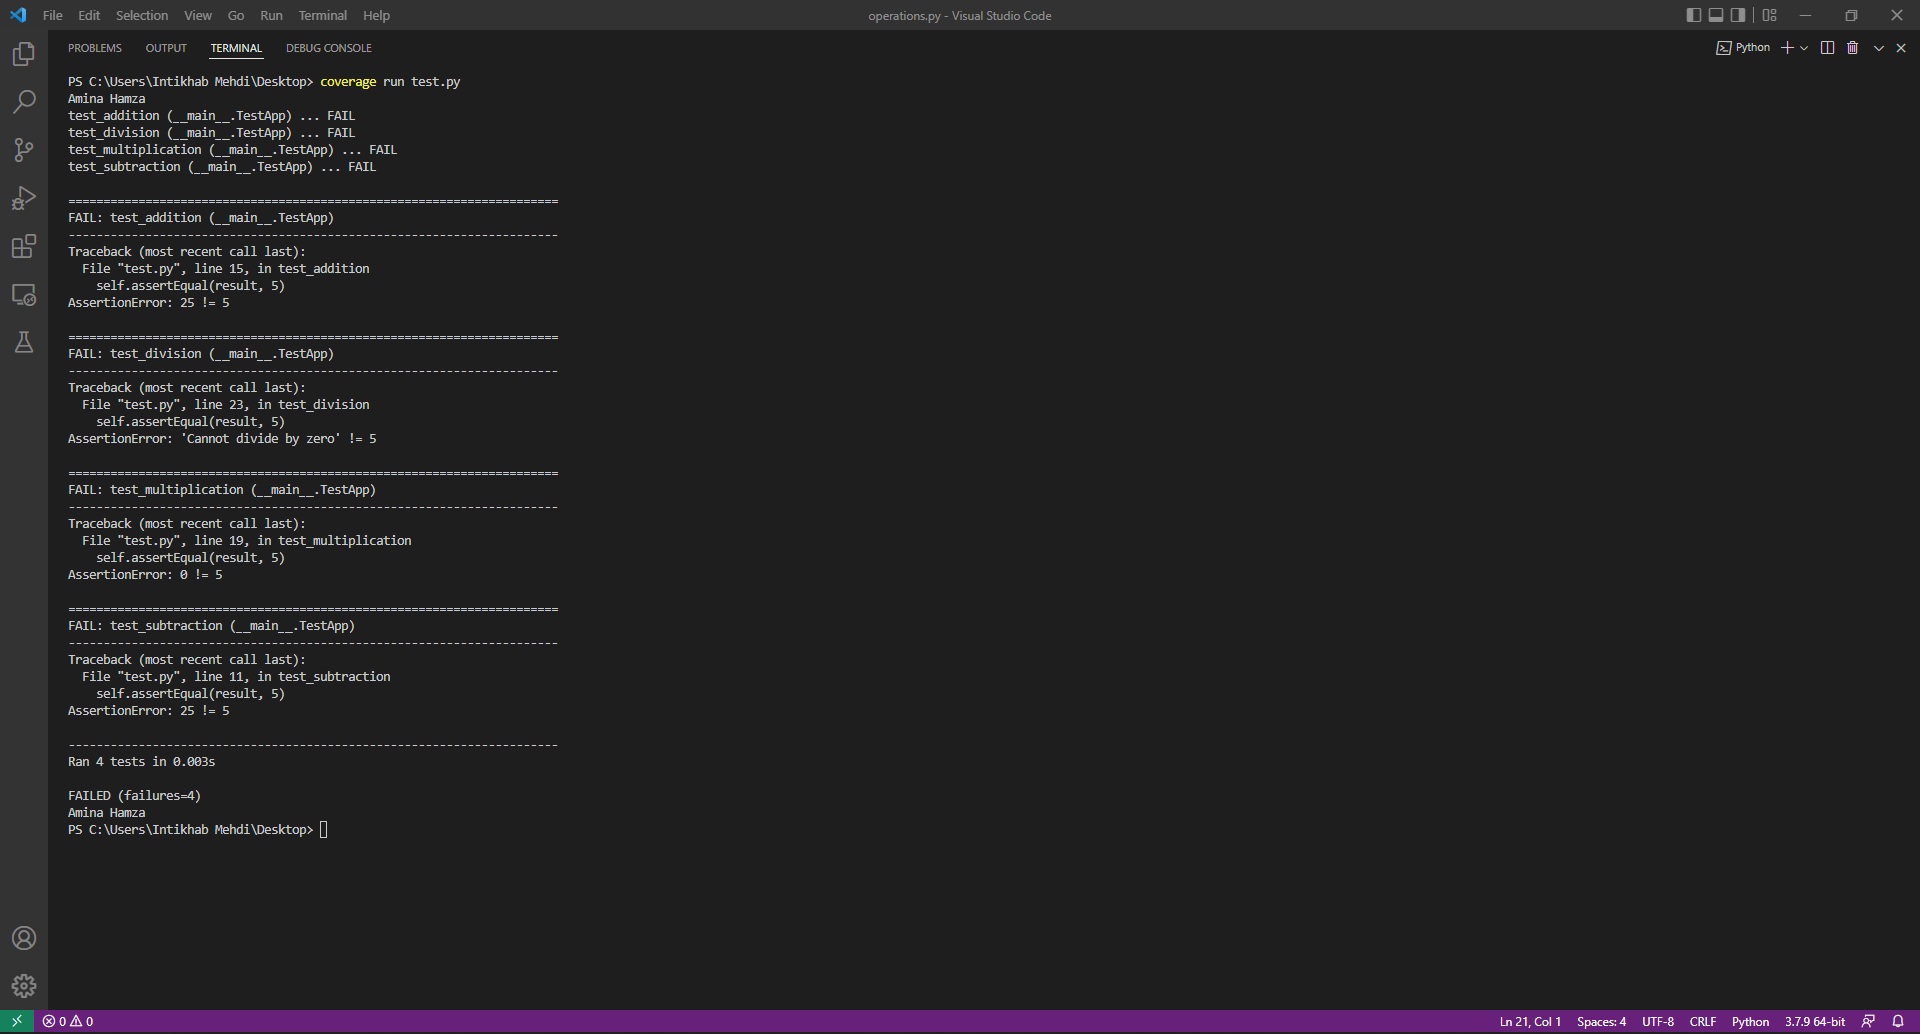 File Edit Selection View Go Run Terminal Help operations.py - Visual Studio Code
PROBLEMS OUTPUT TERMINAL DEBUG CONSOLE Python
PS C:\Users\Intikhab Mehdi\Desktop> coverage run test.py
Amina Hamza
test_addition (__main__.TestApp) ... FAIL
test_division (__main__.TestApp) ... FAIL
test_multiplication (__main__.TestApp) ... FAIL
test_subtraction (__main__.TestApp) ... FAIL
======================================================================
FAIL: test_addition (__main__.TestApp)
----------------------------------------------------------------------
Traceback (most recent call last):
  File "test.py", line 15, in test_addition
    self.assertEqual(result, 5)
AssertionError: 25 != 5
======================================================================
FAIL: test_division (__main__.TestApp)
----------------------------------------------------------------------
Traceback (most recent call last):
  File "test.py", line 23, in test_division
    self.assertEqual(result, 5)
AssertionError: 'Cannot divide by zero' != 5
======================================================================
FAIL: test_multiplication (__main__.TestApp)
----------------------------------------------------------------------
Traceback (most recent call last):
  File "test.py", line 19, in test_multiplication
    self.assertEqual(result, 5)
AssertionError: 0 != 5
======================================================================
FAIL: test_subtraction (__main__.TestApp)
----------------------------------------------------------------------
Traceback (most recent call last):
  File "test.py", line 11, in test_subtraction
    self.assertEqual(result, 5)
AssertionError: 25 != 5
----------------------------------------------------------------------
Ran 4 tests in 0.003s
FAILED (failures=4)
Amina Hamza
PS C:\Users\Intikhab Mehdi\Desktop>
0 0 Ln 21, Col 1 Spaces: 4 UTF-8 CRLF Python 3.7.9 64-bit